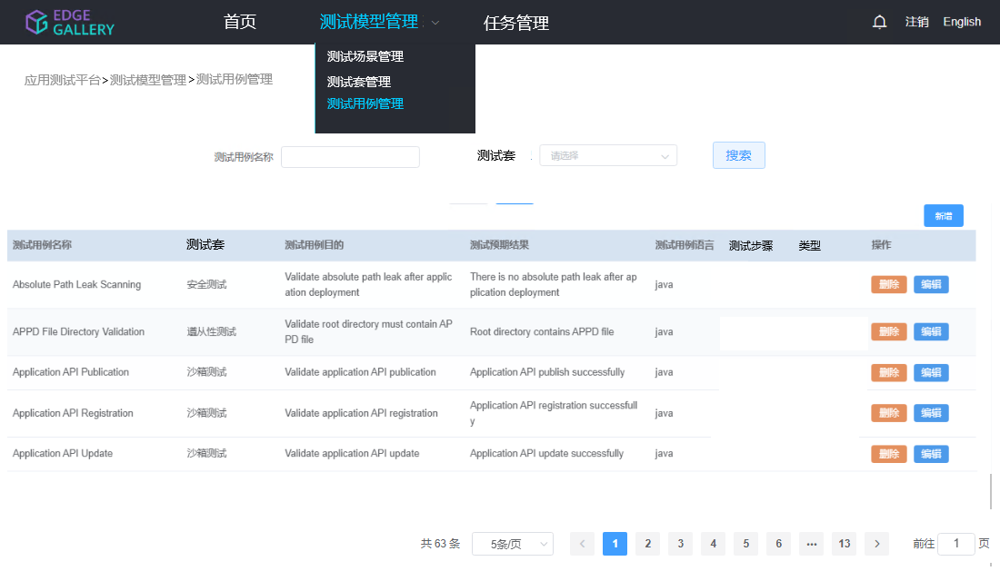 EDGE
GALLERY
首页
测试模型管理
任务管理
注销
English
测试场景管理
测试套管理
测试用例管理
应用测试平台>测试模型管理>测试用例管理
测试用例名称
测试套
请选择
搜索
新增
测试用例名称 测试套 测试用例目的 测试预期结果 测试用例语言 测试步骤 类型 操作
Absolute Path Leak Scanning 安全测试 Validate absolute path leak after applic There is no absolute path leak after ap java 删除 编辑
ation deployment plication deployment
APPD File Directory Validation 遵从性测试 Validate root directory must contain AP Root directory contains APPD file java 删除 编辑
PD file
Application API Publication 沙箱测试 Validate application API publication Application API publish successfully java 删除 编辑
Application API Registration 沙箱测试 Validate application API registration Application API registration successfull java 删除 编辑
y
Application API Update 沙箱测试 Validate application API update Application API update successfully java 删除 编辑
共 63 条 5条/页 < 1 2 3 4 5 6 ··· 13 > 前往 1 页